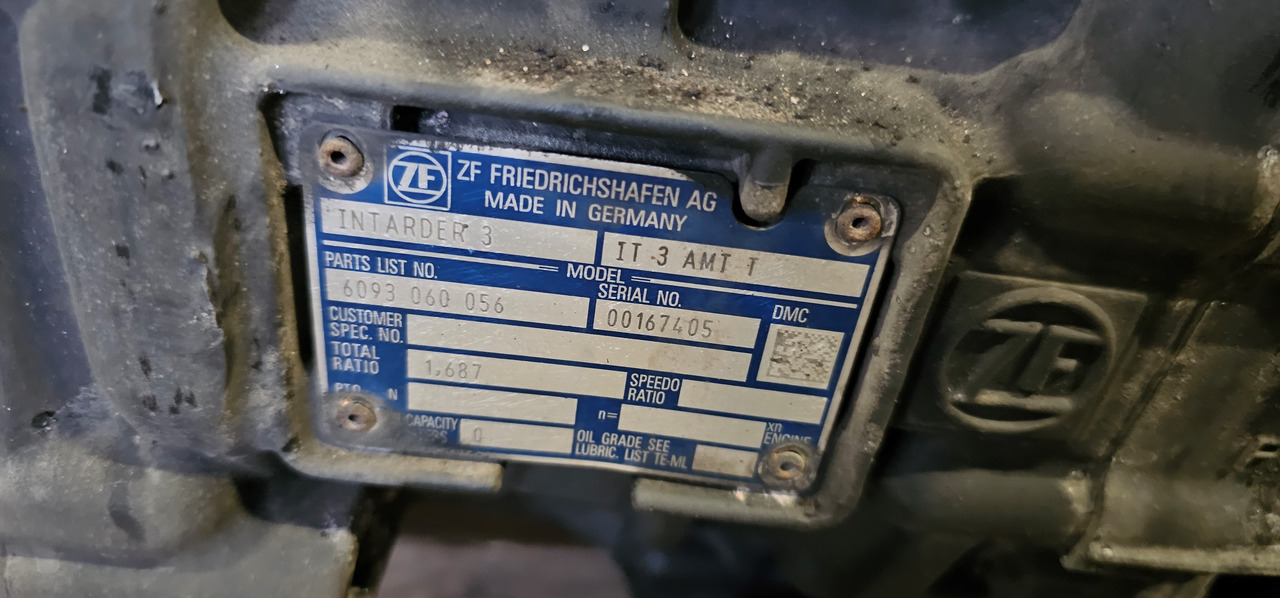 ZF
ZF FRIEDRICHSHAFEN AG
MADE IN GERMANY
INTARDER 3
IT 3 AMT T
MODEL
PARTS LIST NO.
6093 060 056
SERIAL NO.
00167405
DMC
CUSTOMER
SPEC. NO.
TOTAL
RATIO
1,687
SPEEDO
RATIO
PTO
N
n=
xn
ENGINE
CAPACITY
0
OIL GRADE SEE
LUBRIC. LIST TE-ML
ZF